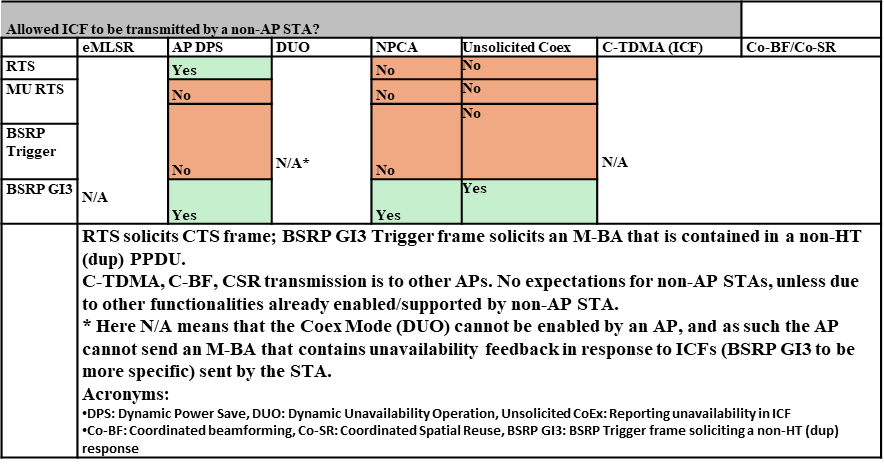 Allowed ICF to be transmitted by a non-AP STA?
eMLSR AP DPS DUO NPCA Unsolicited Coex C-TDMA (ICF) Co-BF/Co-SR
RTS Yes No No
MU RTS No No No
BSRP Trigger No N/A* No No N/A
BSRP GI3 N/A Yes Yes Yes
RTS solicits CTS frame; BSRP GI3 Trigger frame solicits an M-BA that is contained in a non-HT
(dup) PPDU.
C-TDMA, C-BF, CSR transmission is to other APs. No expectations for non-AP STAs, unless due
to other functionalities already enabled/supported by non-AP STA.
* Here N/A means that the Coex Mode (DUO) cannot be enabled by an AP, and as such the AP
cannot send an M-BA that contains unavailability feedback in response to ICFs (BSRP GI3 to be
more specific) sent by the STA.
Acronyms:
•DPS: Dynamic Power Save, DUO: Dynamic Unavailability Operation, Unsolicited CoEx: Reporting unavailability in ICF
•Co-BF: Coordinated beamforming, Co-SR: Coordinated Spatial Reuse, BSRP GI3: BSRP Trigger frame soliciting a non-HT (dup)
response